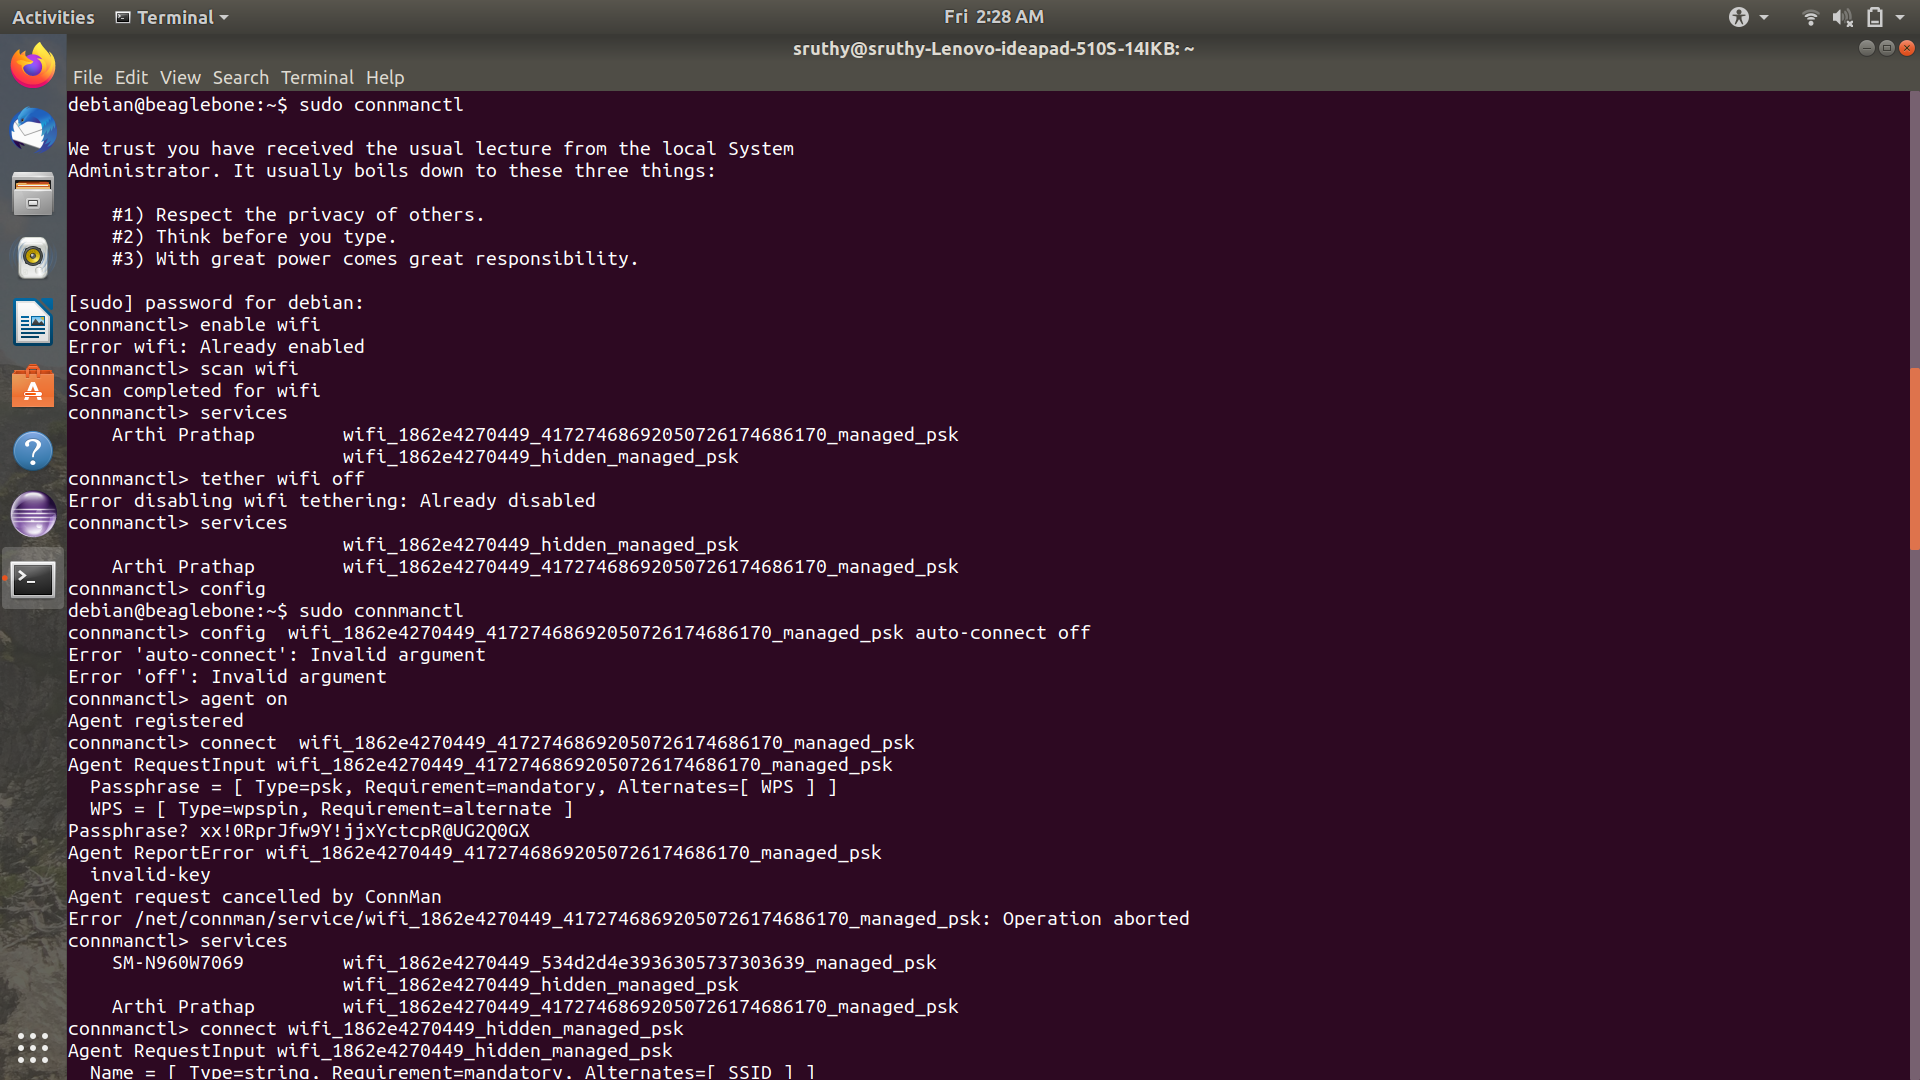 Activities Terminal Fri 2:28 AM
sruthy@sruthy-Lenovo-ideapad-510S-14IKB: ~
File Edit View Search Terminal Help
debian@beaglebone:~$ sudo connmanctl
We trust you have received the usual lecture from the local System
Administrator. It usually boils down to these three things:
#1) Respect the privacy of others.
#2) Think before you type.
#3) With great power comes great responsibility.
[sudo] password for debian:
connmanctl> enable wifi
Error wifi: Already enabled
connmanctl> scan wifi
Scan completed for wifi
connmanctl> services
Arthi Prathap wifi_1862e4270449_41727468692050726174686170_managed_psk
wifi_1862e4270449_hidden_managed_psk
connmanctl> tether wifi off
Error disabling wifi tethering: Already disabled
connmanctl> services
wifi_1862e4270449_hidden_managed_psk
Arthi Prathap wifi_1862e4270449_41727468692050726174686170_managed_psk
connmanctl> config
debian@beaglebone:~$ sudo connmanctl
connmanctl> config  wifi_1862e4270449_41727468692050726174686170_managed_psk auto-connect off
Error 'auto-connect': Invalid argument
Error 'off': Invalid argument
connmanctl> agent on
Agent registered
connmanctl> connect  wifi_1862e4270449_41727468692050726174686170_managed_psk
Agent RequestInput wifi_1862e4270449_41727468692050726174686170_managed_psk
Passphrase = [ Type=psk, Requirement=mandatory, Alternates=[ WPS ] ]
WPS = [ Type=wpspin, Requirement=alternate ]
Passphrase? xx!0RprJfw9Y!jjxYctcpR@UG2Q0GX
Agent ReportError wifi_1862e4270449_41727468692050726174686170_managed_psk
invalid-key
Agent request cancelled by ConnMan
Error /net/connman/service/wifi_1862e4270449_41727468692050726174686170_managed_psk: Operation aborted
connmanctl> services
SM-N960W7069 wifi_1862e4270449_534d2d4e3936305737303639_managed_psk
wifi_1862e4270449_hidden_managed_psk
Arthi Prathap wifi_1862e4270449_41727468692050726174686170_managed_psk
connmanctl> connect wifi_1862e4270449_hidden_managed_psk
Agent RequestInput wifi_1862e4270449_hidden_managed_psk
Name = [ Type=string, Requirement=mandatory, Alternates=[ SSID ] ]